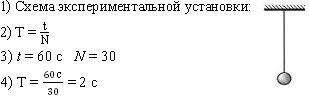 1) Схема экспериментальной установки:
2) T = t/N
3) t = 60 с N = 30
4) T = 60 с/30 = 2 с